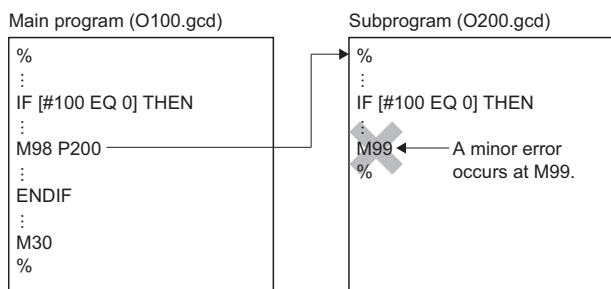 Main program (O100.gcd)
%
⋮
IF [#100 EQ 0] THEN
⋮
M98 P200
⋮
ENDIF
⋮
M30
%
Subprogram (O200.gcd)
%
⋮
IF [#100 EQ 0] THEN
⋮
M99
%
A minor error
occurs at M99.